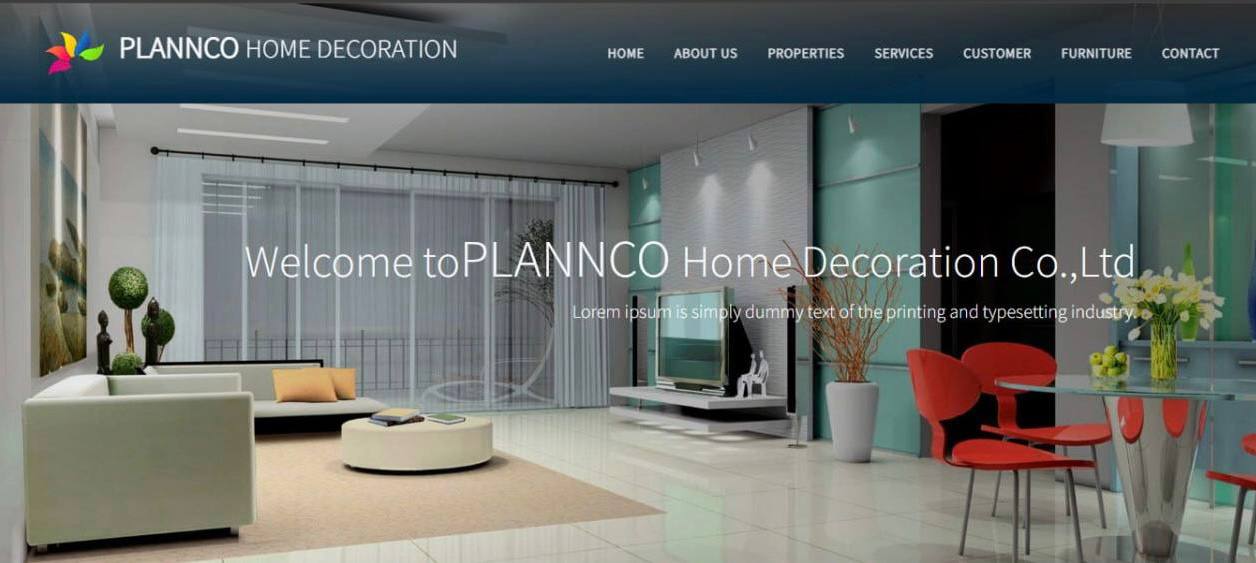 PLANNCO HOME DECORATION
HOME ABOUT US PROPERTIES SERVICES CUSTOMER FURNITURE CONTACT
Welcome toPLANNCO Home Decoration Co.,Ltd
Lorem ipsum is simply dummy text of the printing and typesetting industry.